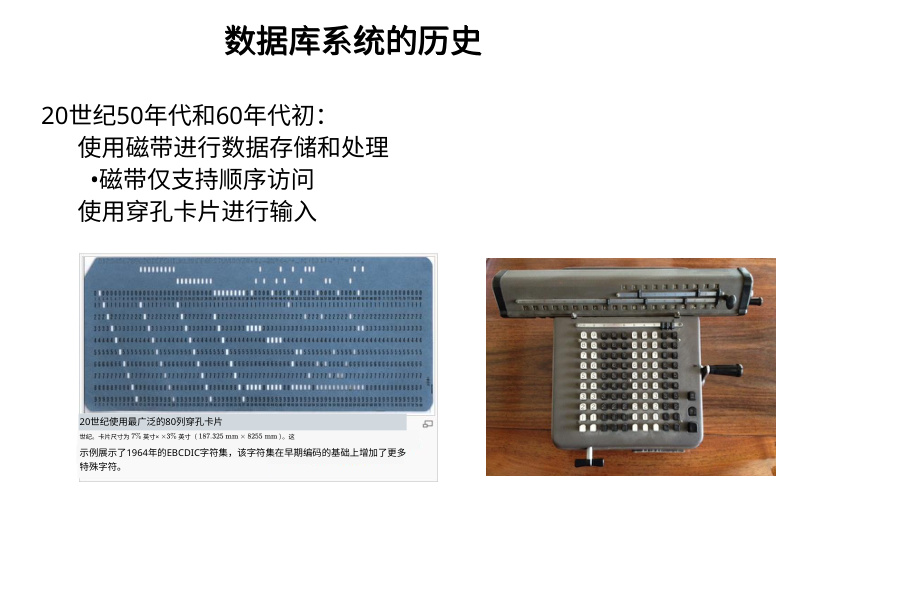 数据库系统的历史
20世纪50年代和60年代初：
使用磁带进行数据存储和处理
•磁带仅支持顺序访问
使用穿孔卡片进行输入
20世纪使用最广泛的80列穿孔卡片
世纪。卡片尺寸为 7⅜ 英寸× ×3¼ 英寸（ 187.325 mm × 8255 mm ）。这
示例展示了1964年的EBCDIC字符集，该字符集在早期编码的基础上增加了更多
特殊字符。